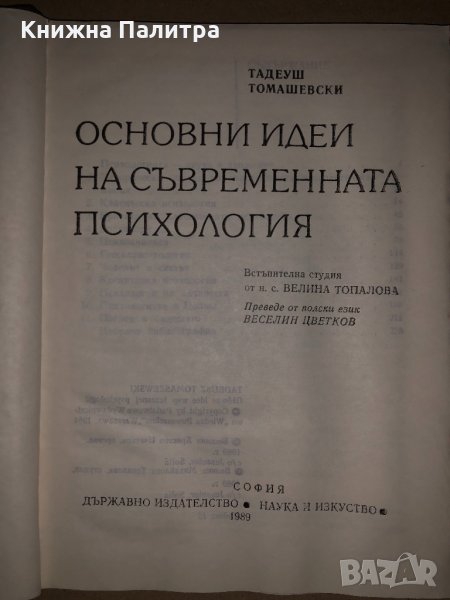 Книжна Палитра
ТАДЕУШ
ТОМАШЕВСКИ
ОСНОВНИ ИДЕИ
НА СЪВРЕМЕННАТА
ПСИХОЛОГИЯ
Встъпителна студия
от н. с. ВЕЛИНА ТОПАЛОВА
Преведе от полски език
ВЕСЕЛИН ЦВЕТКОВ
СОФИЯ
ДЪРЖАВНО ИЗДАТЕЛСТВО • НАУКА И ИЗКУСТВО •
1989
BAZAR